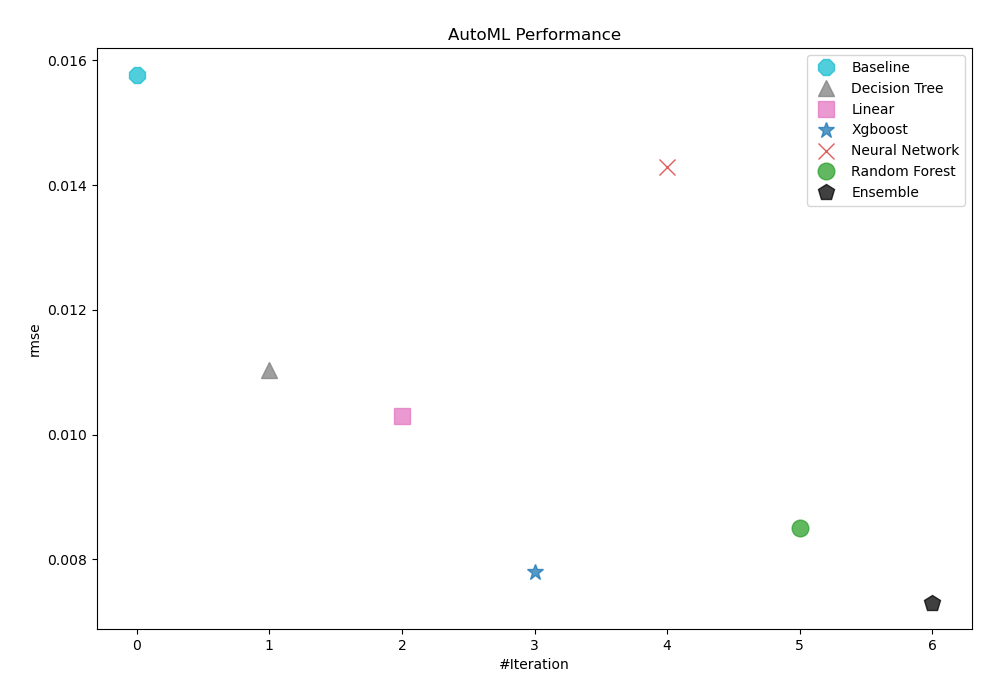 AutoML Performance
Baseline
Decision Tree
Linear
Xgboost
Neural Network
Random Forest
Ensemble
rmse
0.016
0.014
0.012
0.010
0.008
0 1 2 3 4 5 6
#Iteration